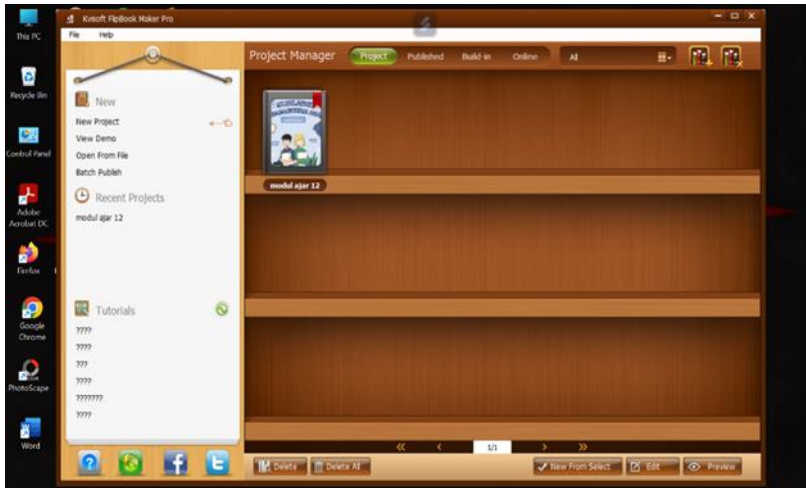 This PC
Recycle Bin
Control Panel
Adobe
Acrobat DC
Firefox
Google
Chrome
PhotoScape
Word
Kvisoft FlipBook Maker Pro
File Help
New
New Project
View Demo
Open From File
Batch Publish
Recent Projects
modul ajar 12
Tutorials
????
????
???
????
???????
????
Project Manager Project Published Build-in Online All
modul ajar 12
1/1
Delete Delete All New From Select Edit Preview